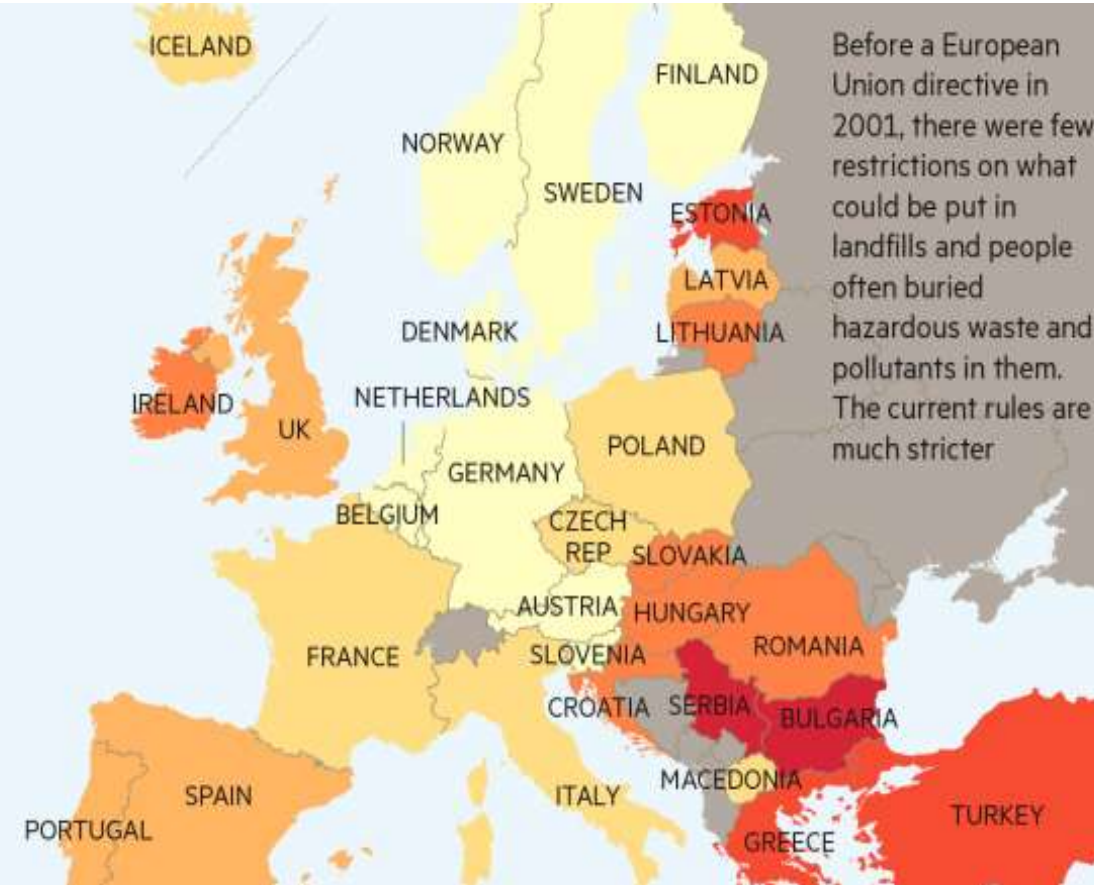 ICELAND
FINLAND
NORWAY
SWEDEN
ESTONIA
LATVIA
DENMARK
LITHUANIA
NETHERLANDS
IRELAND
UK
POLAND
GERMANY
BELGIUM
CZECH
REP
SLOVAKIA
AUSTRIA
HUNGARY
ROMANIA
FRANCE
SLOVENIA
CROATIA
SERBIA
BULGARIA
MACEDONIA
SPAIN
ITALY
PORTUGAL
TURKEY
GREECE
Before a European
Union directive in
2001, there were few
restrictions on what
could be put in
landfills and people
often buried
hazardous waste and
pollutants in them.
The current rules are
much stricter